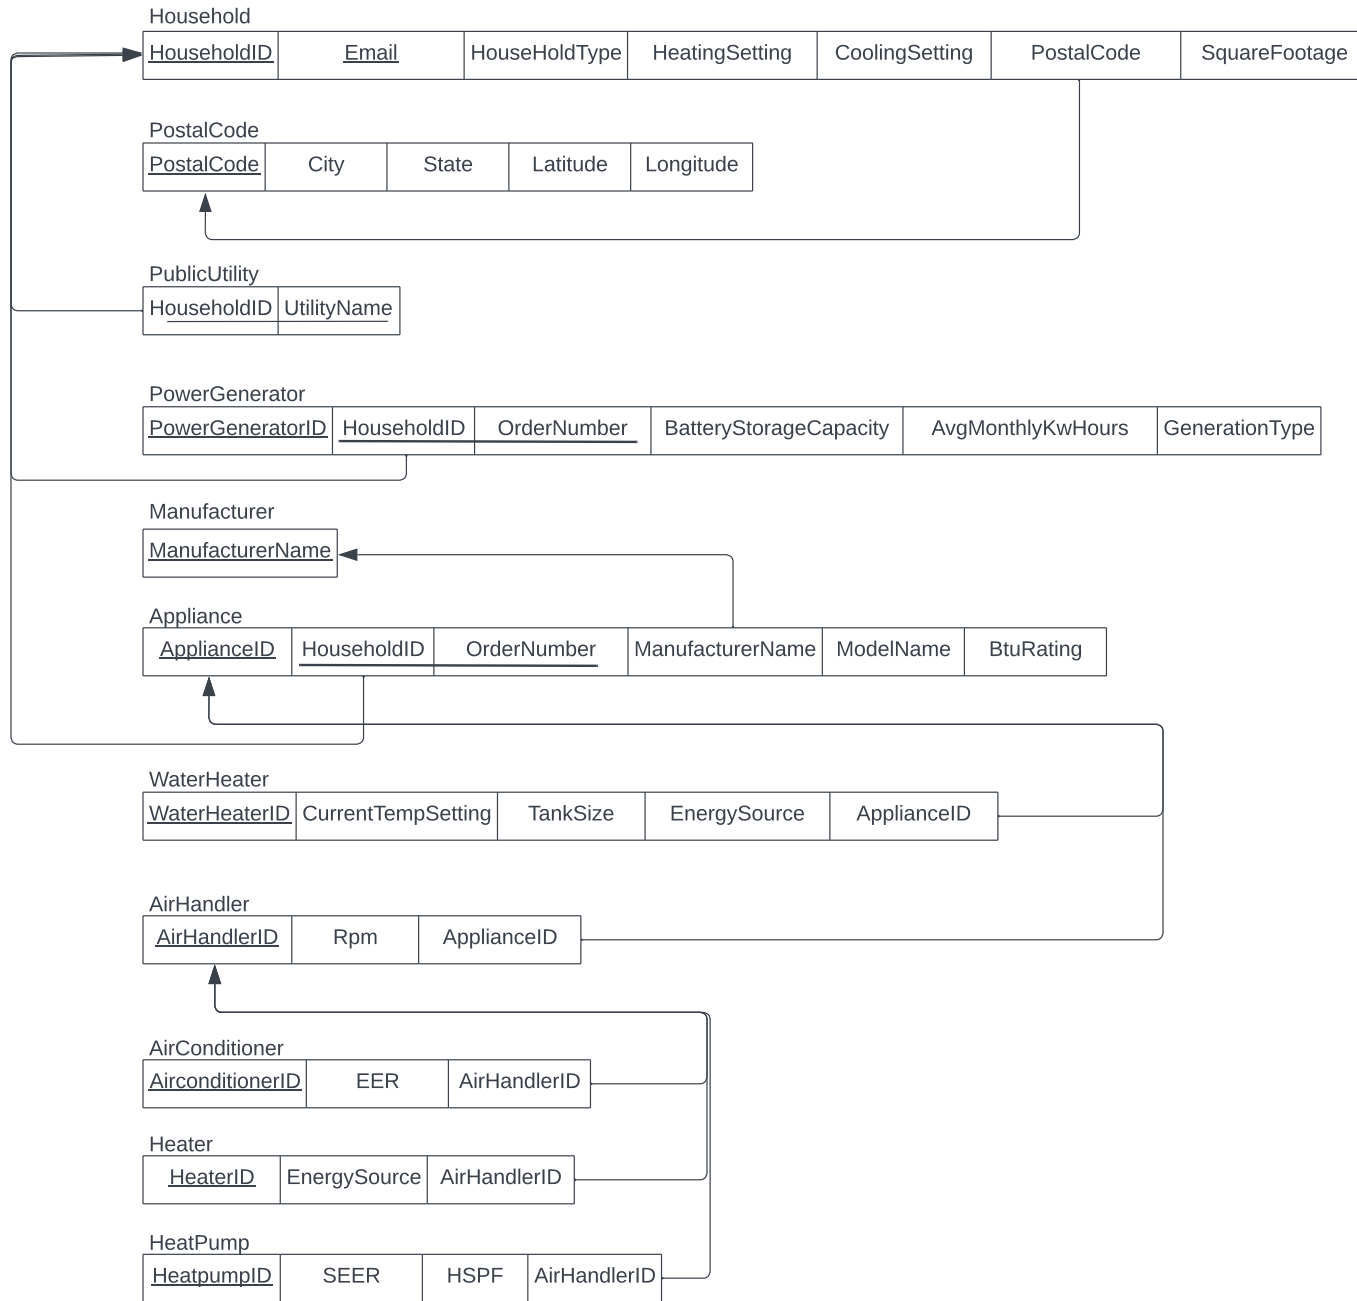 Household
HouseholdID Email HouseHoldType HeatingSetting CoolingSetting PostalCode SquareFootage
PostalCode
PostalCode City State Latitude Longitude
PublicUtility
HouseholdID UtilityName
PowerGenerator
PowerGeneratorID HouseholdID OrderNumber BatteryStorageCapacity AvgMonthlyKwHours GenerationType
Manufacturer
ManufacturerName
Appliance
ApplianceID HouseholdID OrderNumber ManufacturerName ModelName BtuRating
WaterHeater
WaterHeaterID CurrentTempSetting TankSize EnergySource ApplianceID
AirHandler
AirHandlerID Rpm ApplianceID
AirConditioner
AirconditionerID EER AirHandlerID
Heater
HeaterID EnergySource AirHandlerID
HeatPump
HeatpumpID SEER HSPF AirHandlerID